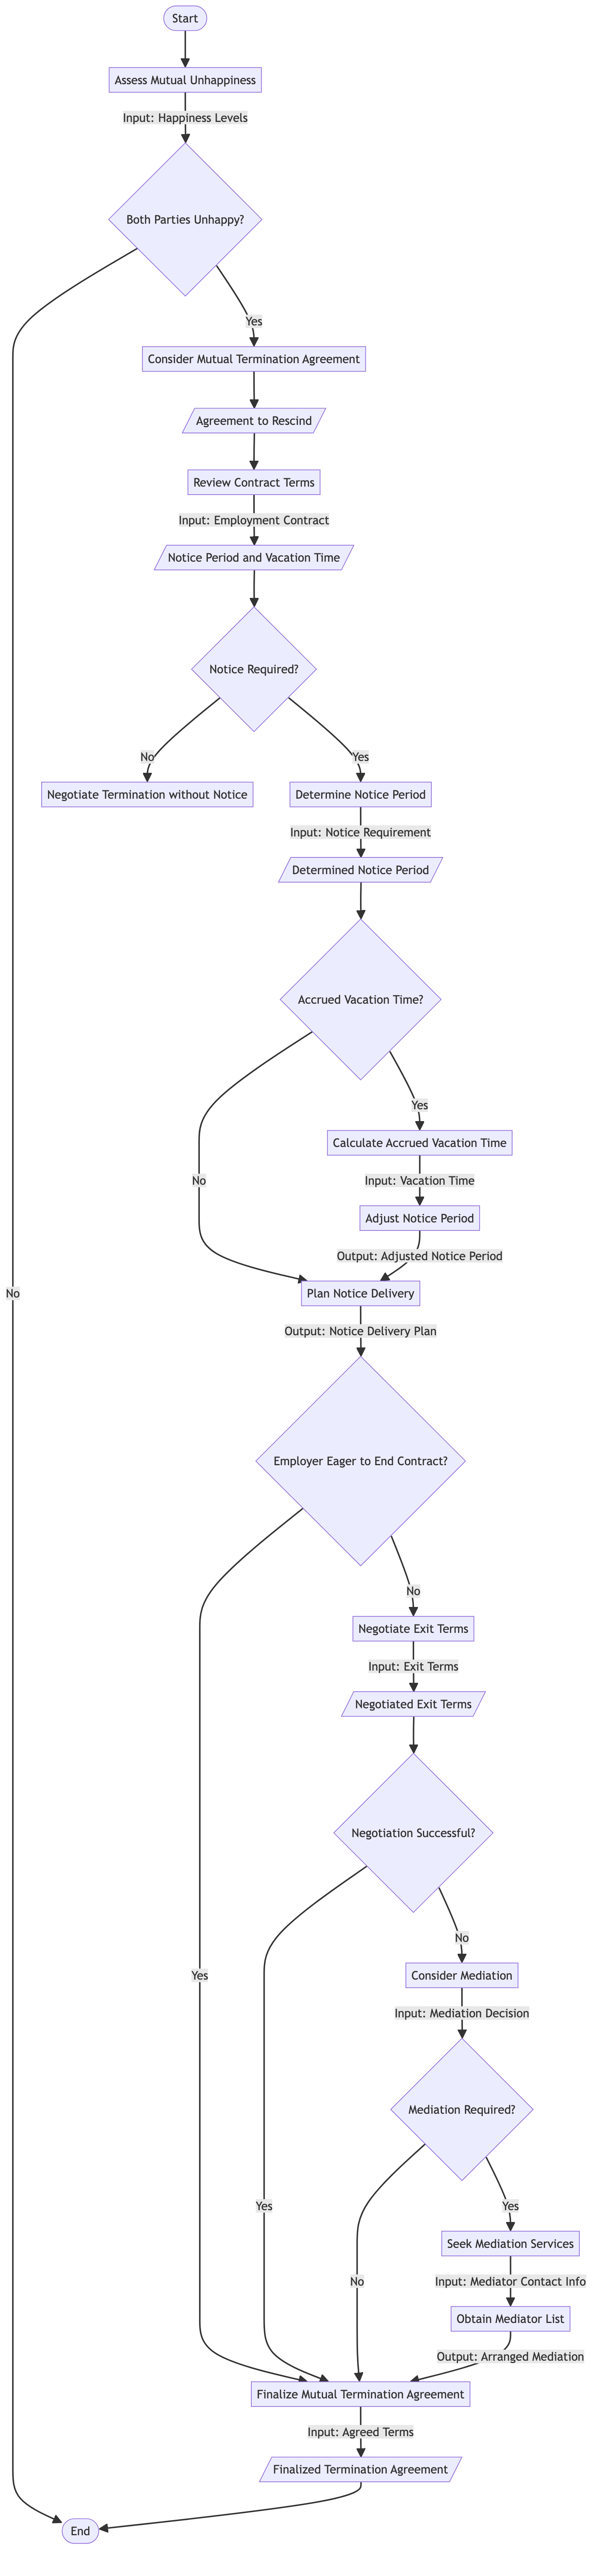 Start
Assess Mutual Unhappiness
Input: Happiness Levels
Both Parties Unhappy?
Yes
Consider Mutual Termination Agreement
Agreement to Rescind
Review Contract Terms
Input: Employment Contract
Notice Period and Vacation Time
Notice Required?
No
Yes
Negotiate Termination without Notice
Determine Notice Period
Input: Notice Requirement
Determined Notice Period
Accrued Vacation Time?
Yes
Calculate Accrued Vacation Time
No
Input: Vacation Time
Adjust Notice Period
Output: Adjusted Notice Period
No
Plan Notice Delivery
Output: Notice Delivery Plan
Employer Eager to End Contract?
No
Negotiate Exit Terms
Input: Exit Terms
Negotiated Exit Terms
Negotiation Successful?
No
Yes
Consider Mediation
Input: Mediation Decision
Mediation Required?
Yes
Yes
Seek Mediation Services
No
Input: Mediator Contact Info
Obtain Mediator List
Output: Arranged Mediation
Finalize Mutual Termination Agreement
Input: Agreed Terms
Finalized Termination Agreement
End